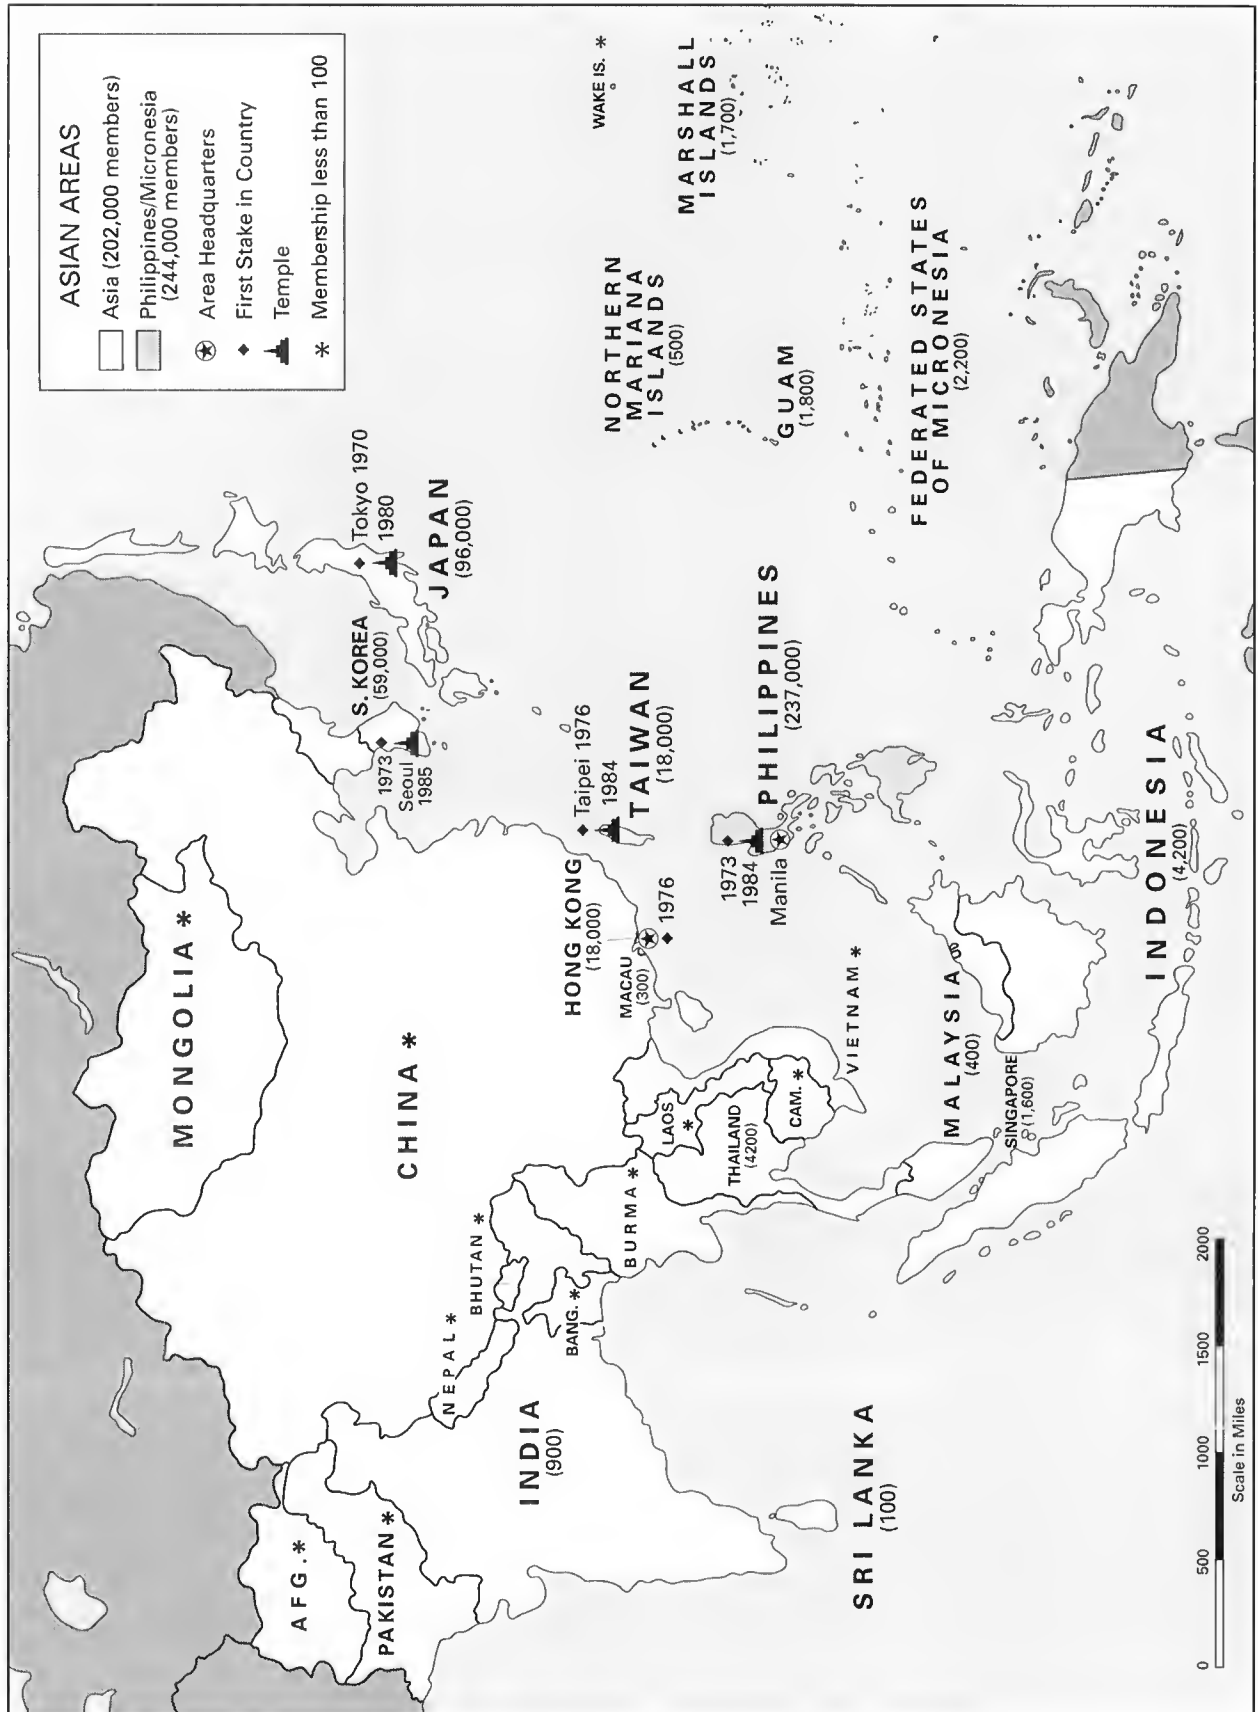 ASIAN AREAS
Asia (202,000 members)
Philippines/Micronesia
(244,000 members)
Area Headquarters
First Stake in Country
Temple
* Membership less than 100
MONGOLIA *
CHINA *
AFG. *
PAKISTAN *
NEPAL *
BHUTAN *
INDIA
(900)
BANG. *
BURMA *
SRI LANKA
(100)
LAOS
*
THAILAND
(4200)
CAM. *
VIETNAM *
MALAYSIA
(400)
SINGAPORE
(1,600)
INDONESIA
(4,200)
HONG KONG
(18,000)
1976
MACAU
(300)
Taipei 1976
1984
TAIWAN
(18,000)
S. KOREA
(59,000)
1973
Seoul
1985
Tokyo 1970
1980
JAPAN
(96,000)
1973
1984
Manila
PHILIPPINES
(237,000)
NORTHERN
MARIANA
ISLANDS
(500)
GUAM
(1,800)
WAKE IS. *
MARSHALL
ISLANDS
(1,700)
FEDERATED STATES
OF MICRONESIA
(2,200)
0 500 1000 1500 2000
Scale in Miles